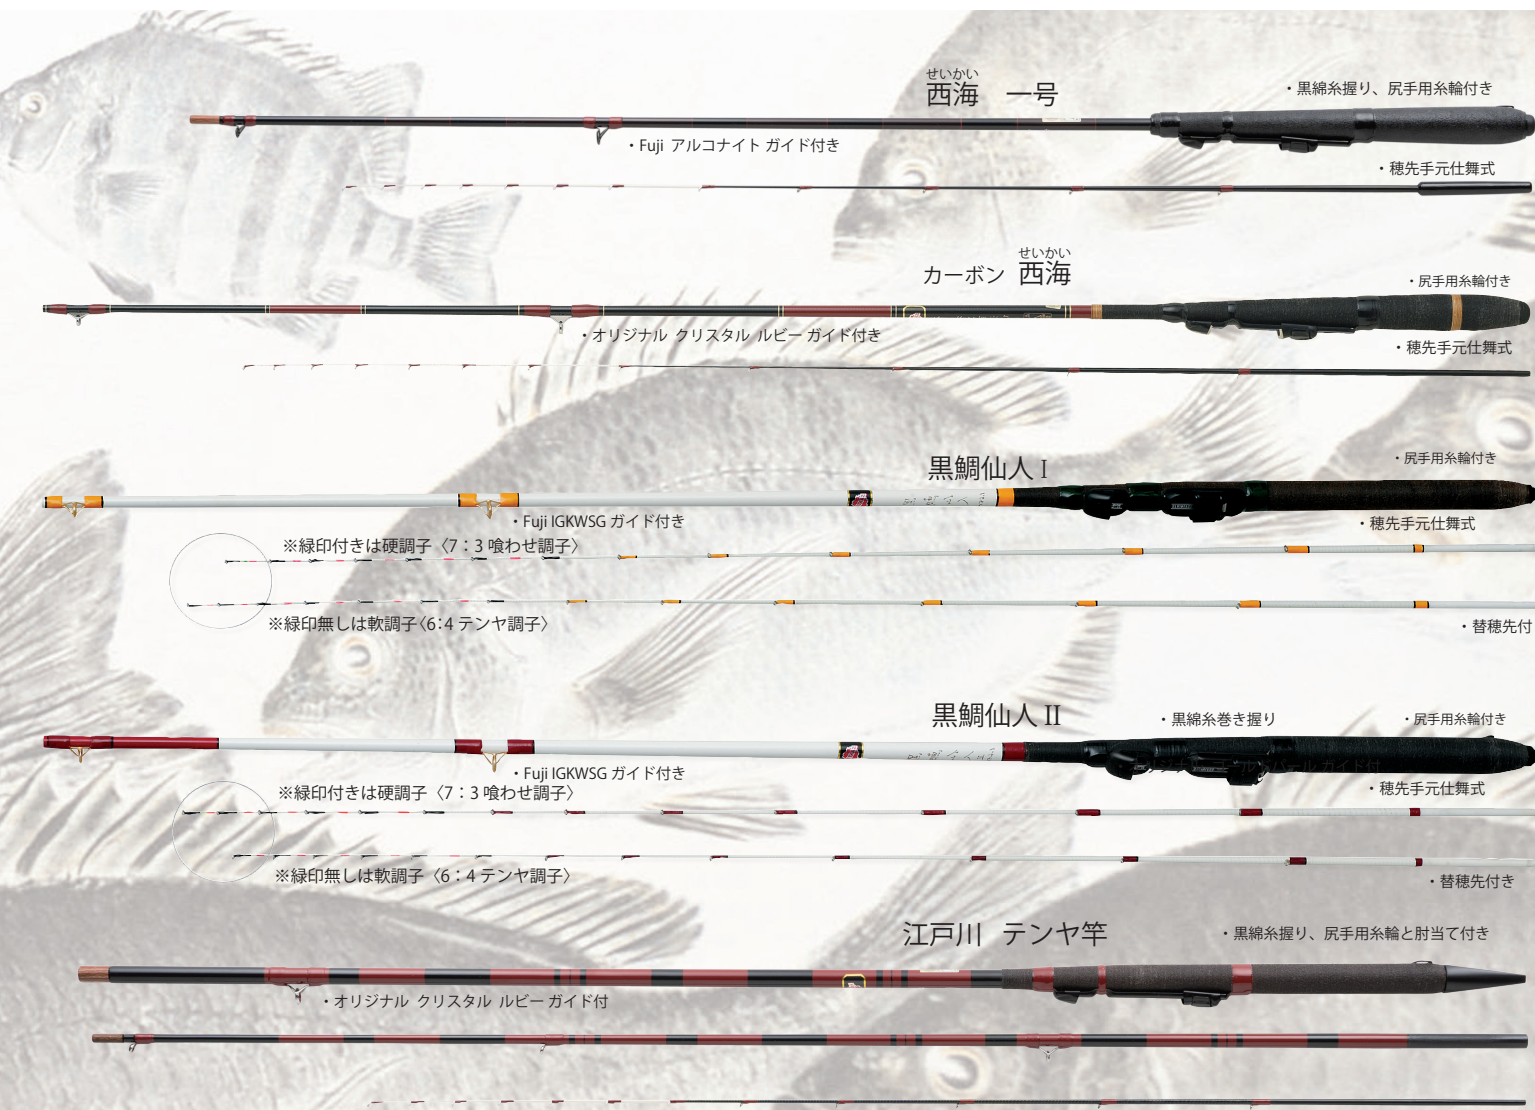 せいかい
西海　一号
・黒綿糸握り、尻手用糸輪付き
・Fuji アルコナイト ガイド付き
・穂先手元仕舞式
せいかい
カーボン 西海
・尻手用糸輪付き
・オリジナル クリスタル ルビー ガイド付き
・穂先手元仕舞式
黒鯛仙人 I
・尻手用糸輪付き
・Fuji IGKWSG ガイド付き
・穂先手元仕舞式
※緑印付きは硬調子〈7：3 喰わせ調子〉
※緑印無しは軟調子〈6:4 テンヤ調子〉
・替穂先付
黒鯛仙人 II
・黒綿糸巻き握り
・尻手用糸輪付き
・Fuji IGKWSG ガイド付き
・穂先手元仕舞式
※緑印付きは硬調子〈7：3 喰わせ調子〉
※緑印無しは軟調子〈6：4 テンヤ調子〉
・替穂先付き
江戸川 テンヤ竿
・黒綿糸握り、尻手用糸輪と肘当て付き
・オリジナル クリスタル ルビー ガイド付